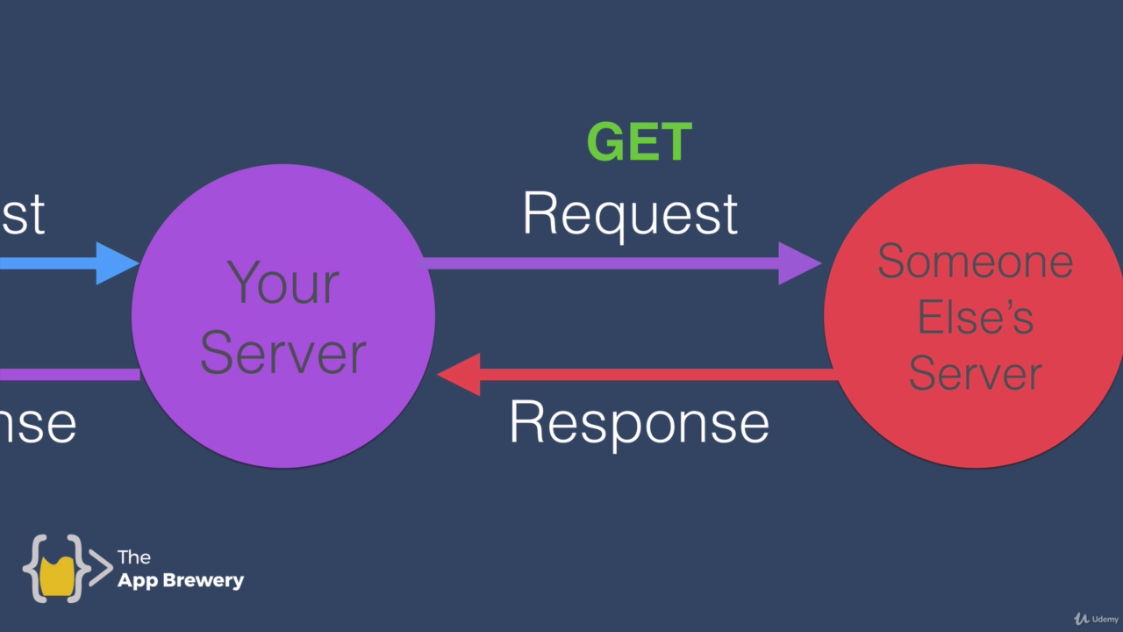 GET
st
Request
Your
Server
Someone
Else's
Server
nse
Response
The
App Brewery
Udemy